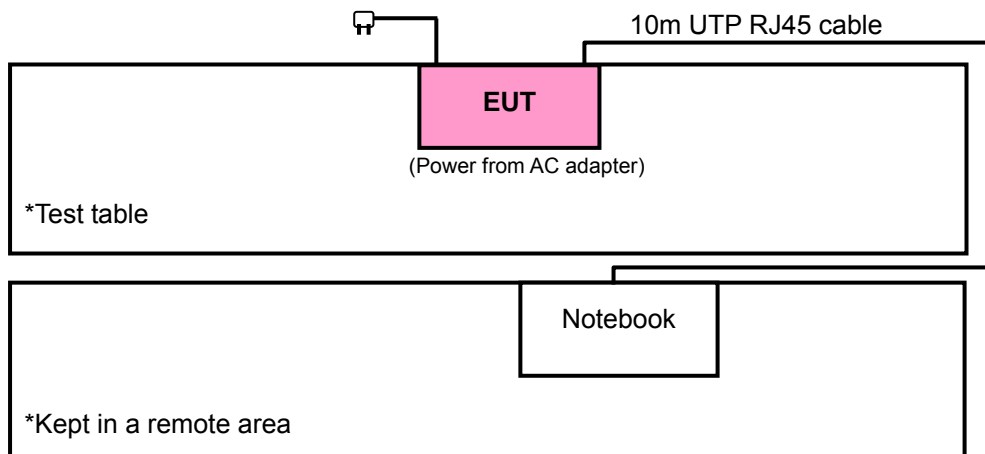 10m UTP RJ45 cable
EUT
(Power from AC adapter)
*Test table
Notebook
*Kept in a remote area